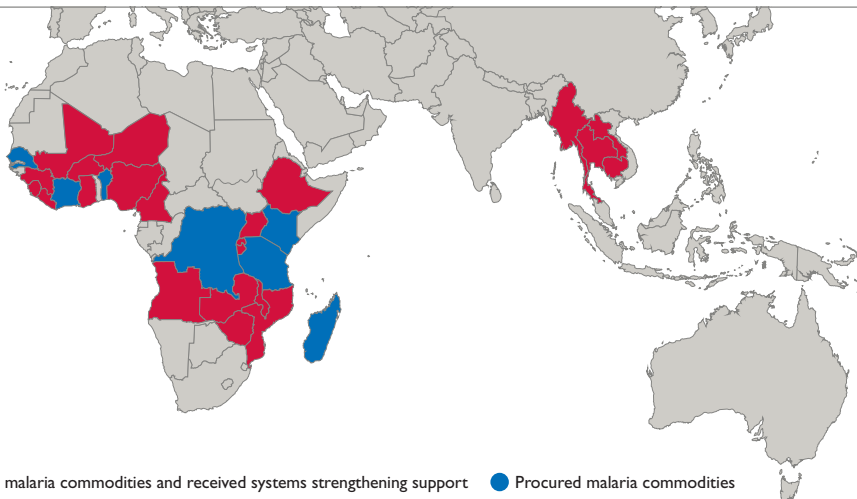 malaria commodities and received systems strengthening support Procured malaria commodities